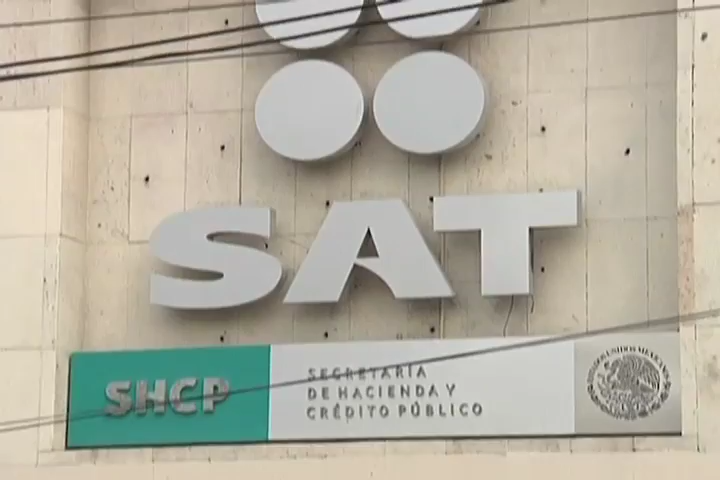 SAT
SHCP
SECRETARÍA
DE HACIENDA Y
CRÉDITO PÚBLICO